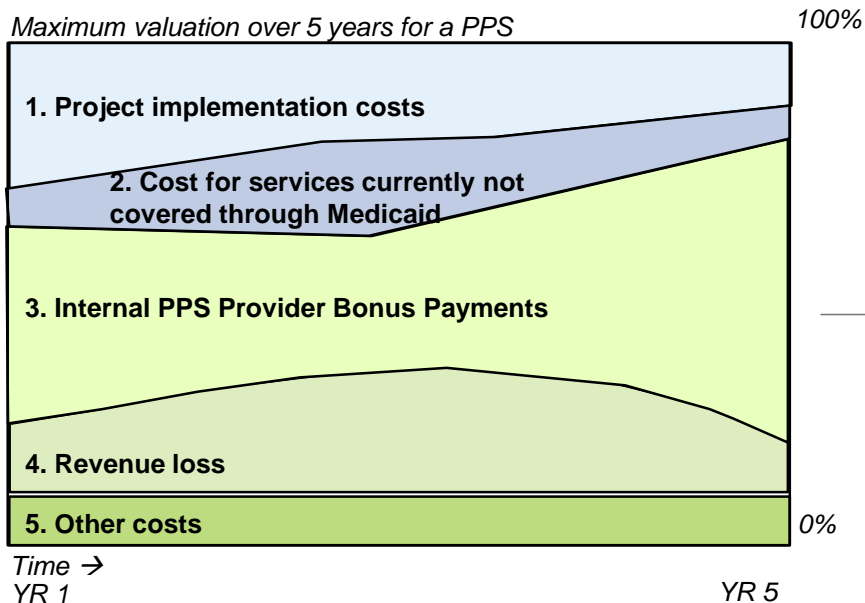 Maximum valuation over 5 years for a PPS
100%
1. Project implementation costs
2. Cost for services currently not
covered through Medicaid
3. Internal PPS Provider Bonus Payments
4. Revenue loss
5. Other costs
0%
Time →
YR 1
YR 5